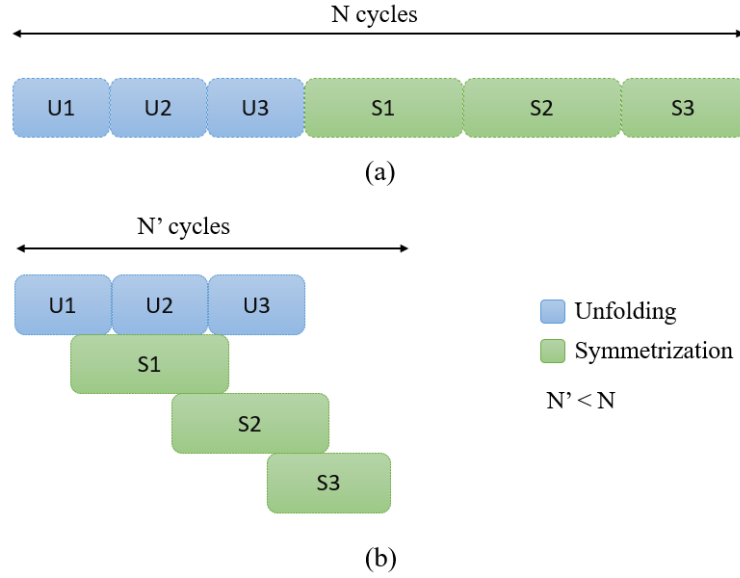 N cycles
U1 U2 U3 S1 S2 S3
(a)
N’ cycles
U1 U2 U3
S1
S2
S3
Unfolding
Symmetrization
N’ < N
(b)